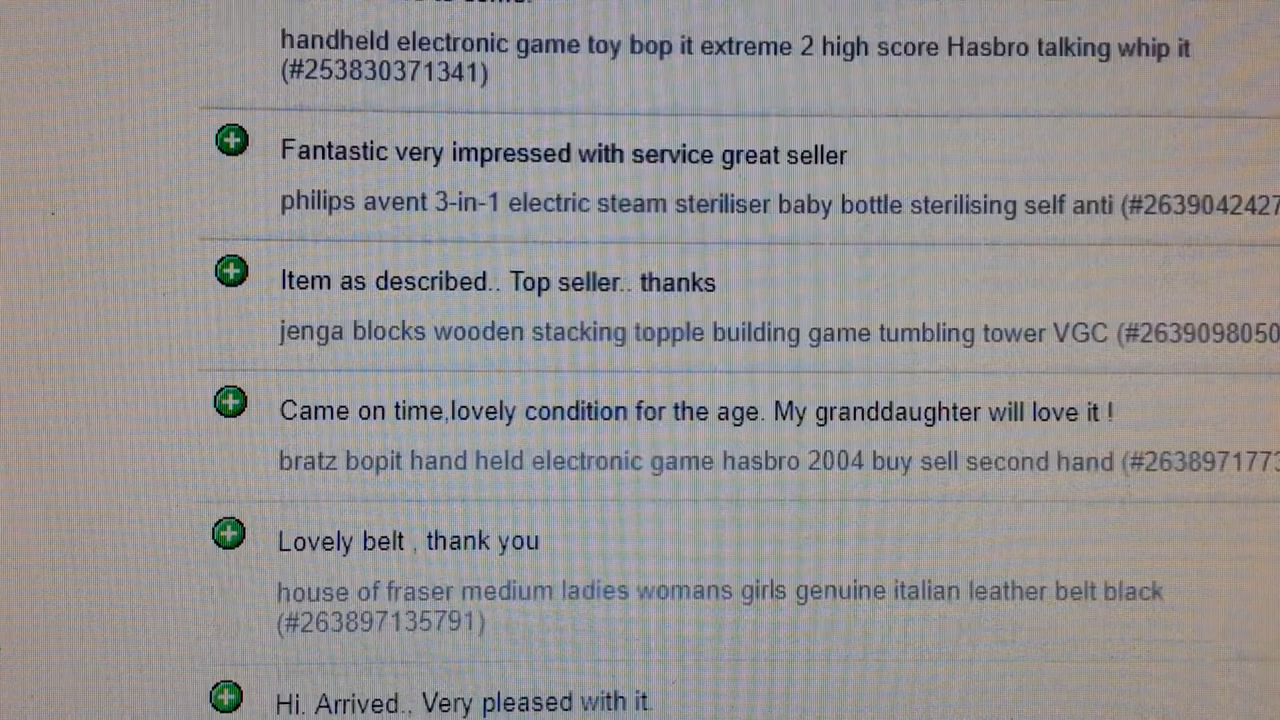 handheld electronic game toy bop it extreme 2 high score Hasbro talking whip it
(#253830371341)
Fantastic very impressed with service great seller
philips avent 3-in-1 electric steam steriliser baby bottle sterilising self anti (#2639042427
Item as described.. Top seller.. thanks
jenga blocks wooden stacking topple building game tumbling tower VGC (#2639098050
Came on time,lovely condition for the age. My granddaughter will love it !
bratz bopit hand held electronic game hasbro 2004 buy sell second hand (#2638971773
Lovely belt , thank you
house of fraser medium ladies womans girls genuine italian leather belt black
(#263897135791)
Hi. Arrived.. Very pleased with it.